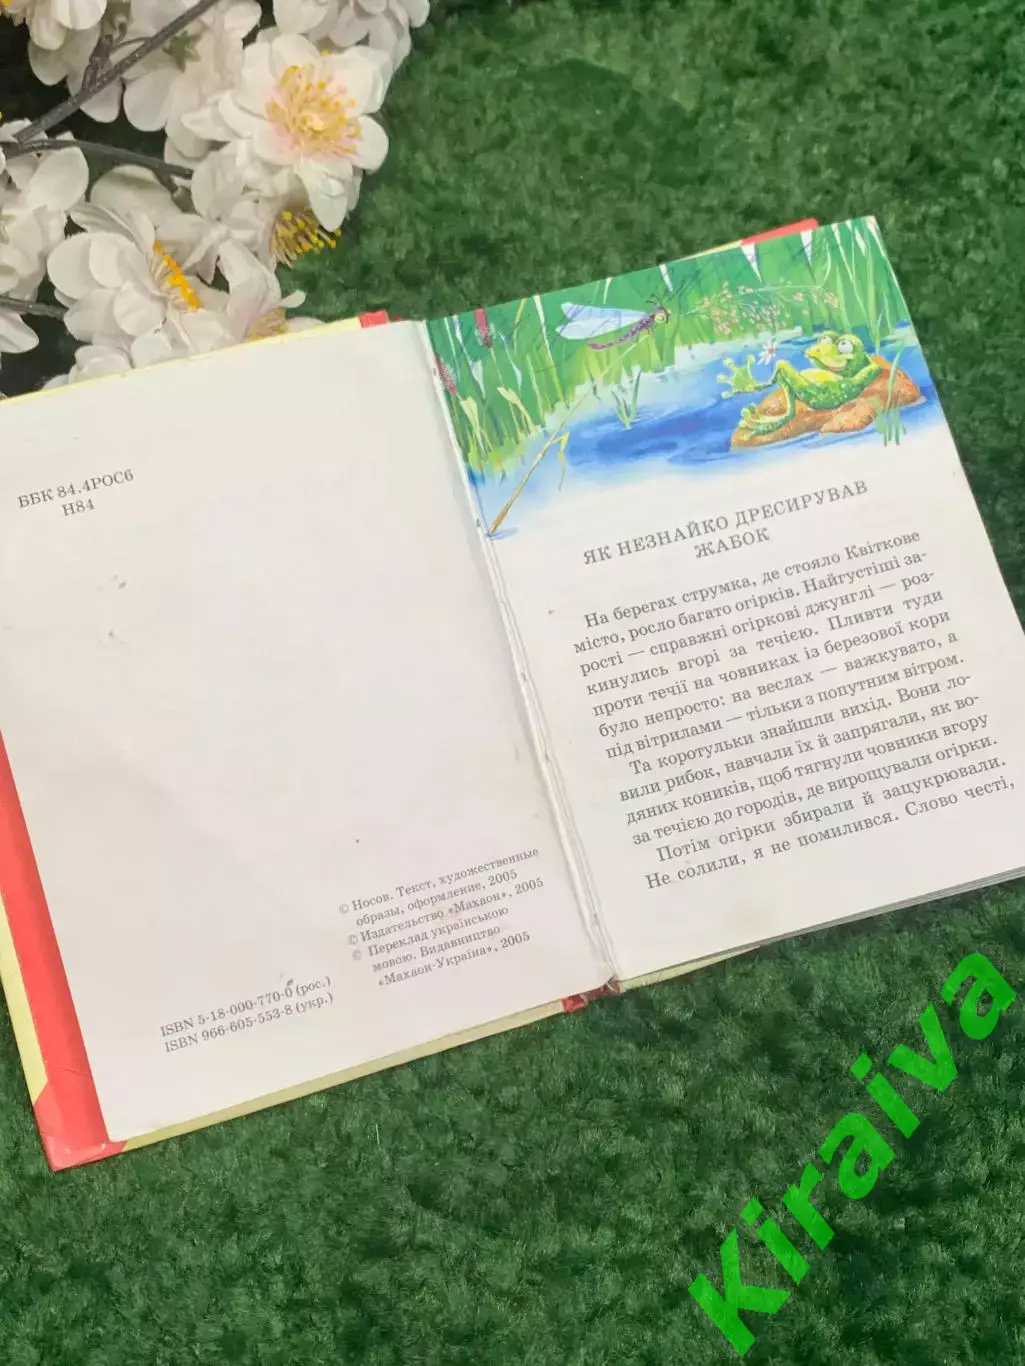 ББК 84.4РОС6
Н84
© Носов. Текст, художественные
образы, оформление, 2005
© Издательство «Махаон», 2005
© Переклад українською
мовою. Видавництво
«Махаон-Україна», 2005
ISBN 5-18-000-770-0 (рос.)
ISBN 966-605-553-8 (укр.)
ЯК НЕЗНАЙКО ДРЕСИРУВАВ
ЖАБОК
На берегах струмка, де стояло Квіткове
місто, росло багато огірків. Найгустіші за-
рості — справжні огіркові джунглі — роз-
кинулись вгорі за течією. Пливти туди
проти течії на човниках із березової кори
було непросто: на веслах — важкувато, а
під вітрилами — тільки з попутним вітром.
Та коротульки знайшли вихід. Вони ло-
вили рибок, навчали їх й запрягали, як во-
дяних коників, щоб тягнули човники вгору
за течією до городів, де вирощували огірки.
Потім огірки збирали й зацукрювали.
Не солили, я не помилився. Слово честі,
Kiraiva